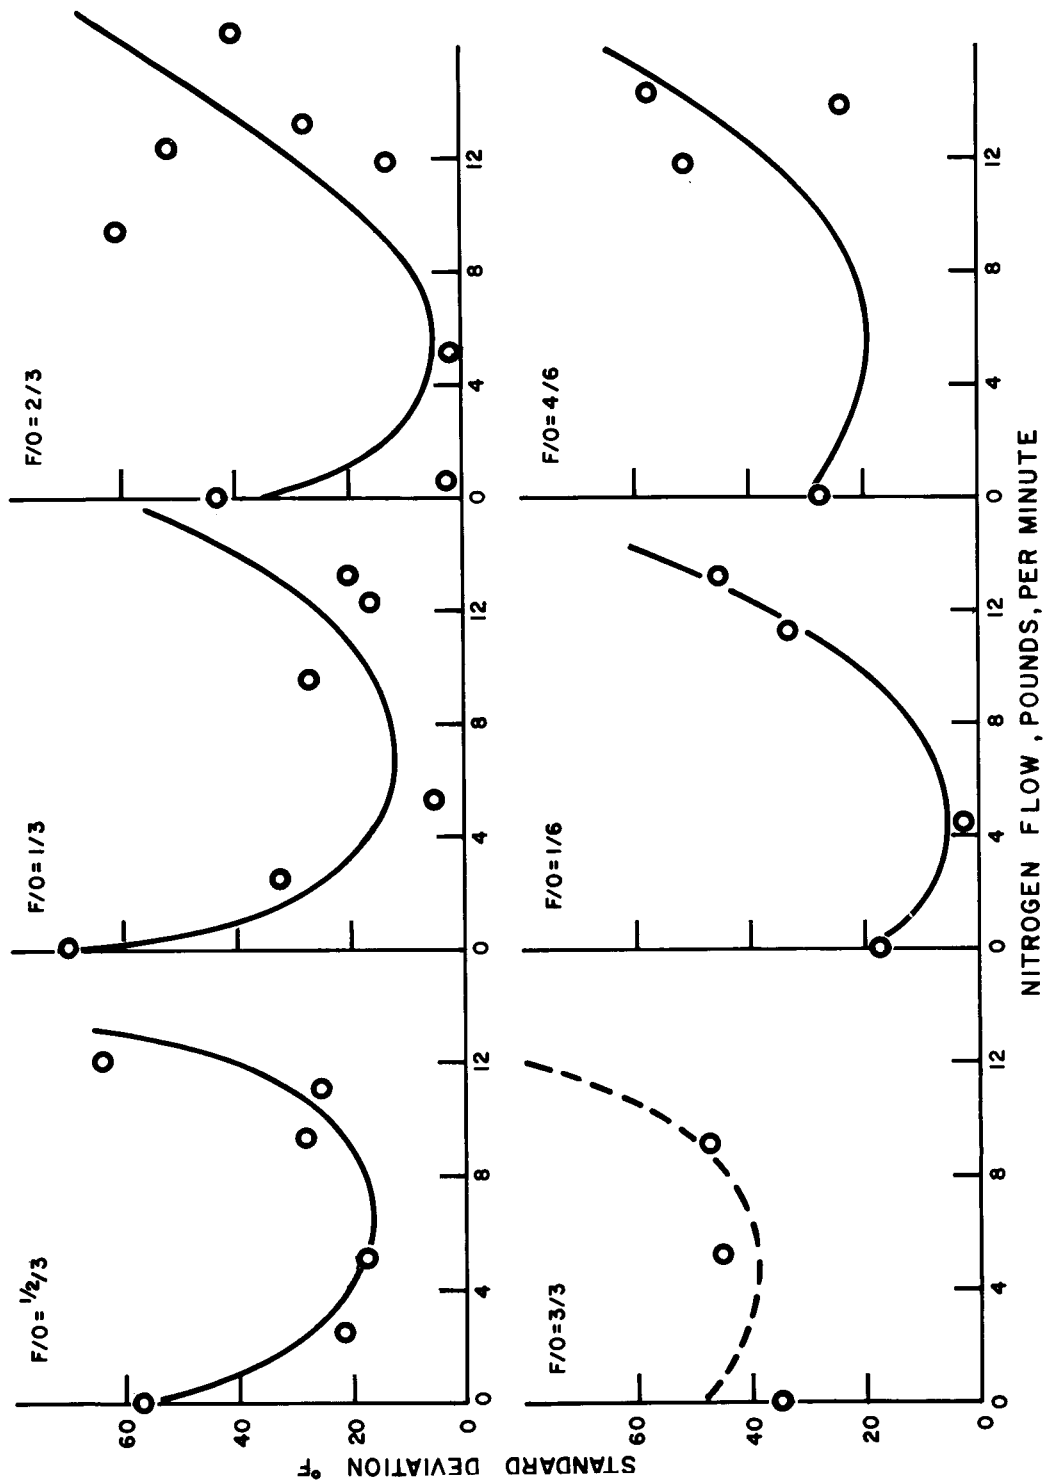 F/O= 1/2/3
F/O=1/3
F/O=2/3
60
40
20
0 4 8 12
0 4 8 12
0 4 8 12
STANDARD DEVIATION °F
F/O=3/3
F/O=1/6
F/O=4/6
60
40
20
0
0 4 8 12
0 4 8 12
0 4 8 12
NITROGEN FLOW, POUNDS, PER MINUTE